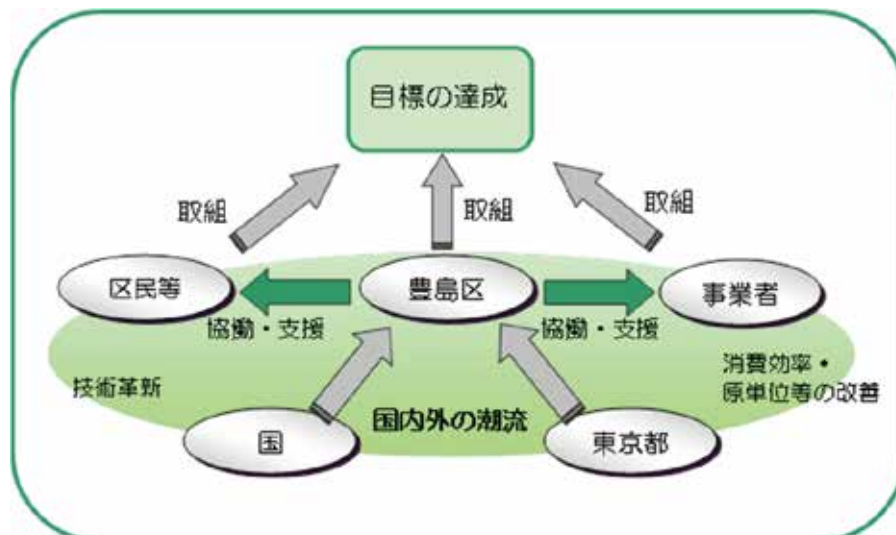 目標の達成
取組
取組
取組
区民等
豊島区
事業者
協働・支援
協働・支援
技術革新
消費効率・
原単位等の改善
国内外の潮流
国
東京都